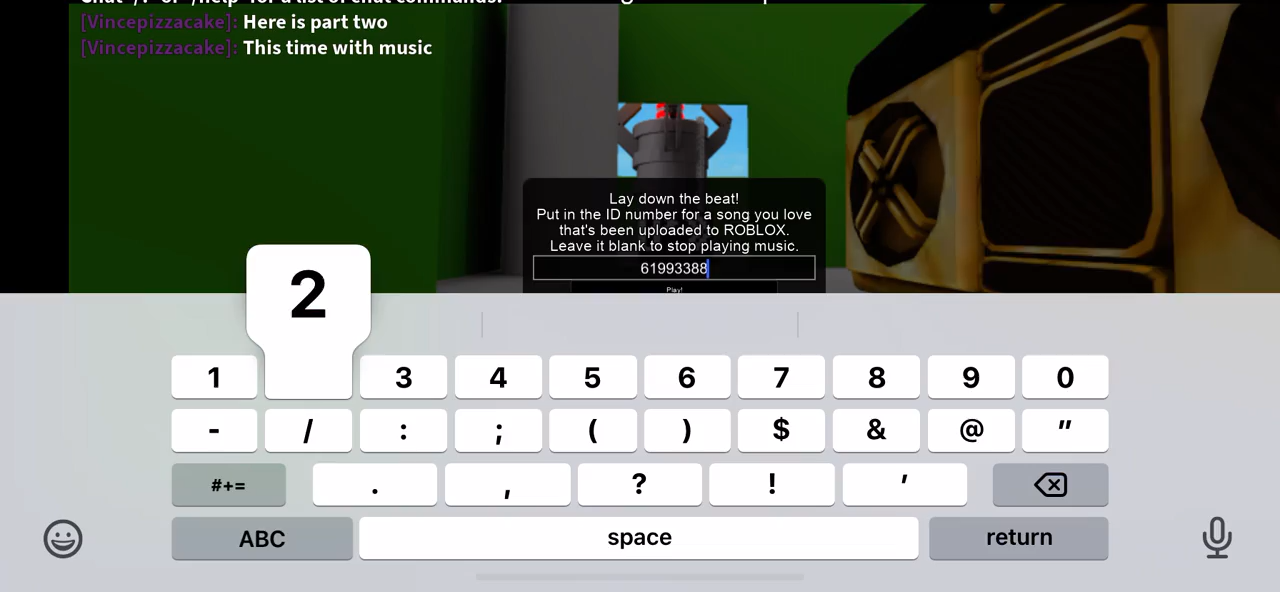 [Vincepizzacake]: Here is part two
[Vincepizzacake]: This time with music
Lay down the beat!
Put in the ID number for a song you love
that's been uploaded to ROBLOX.
Leave it blank to stop playing music.
61993388
Play!
2
1 3 4 5 6 7 8 9 0
- / : ; ( ) $ & @ "
#+= . , ? ! '
ABC space return